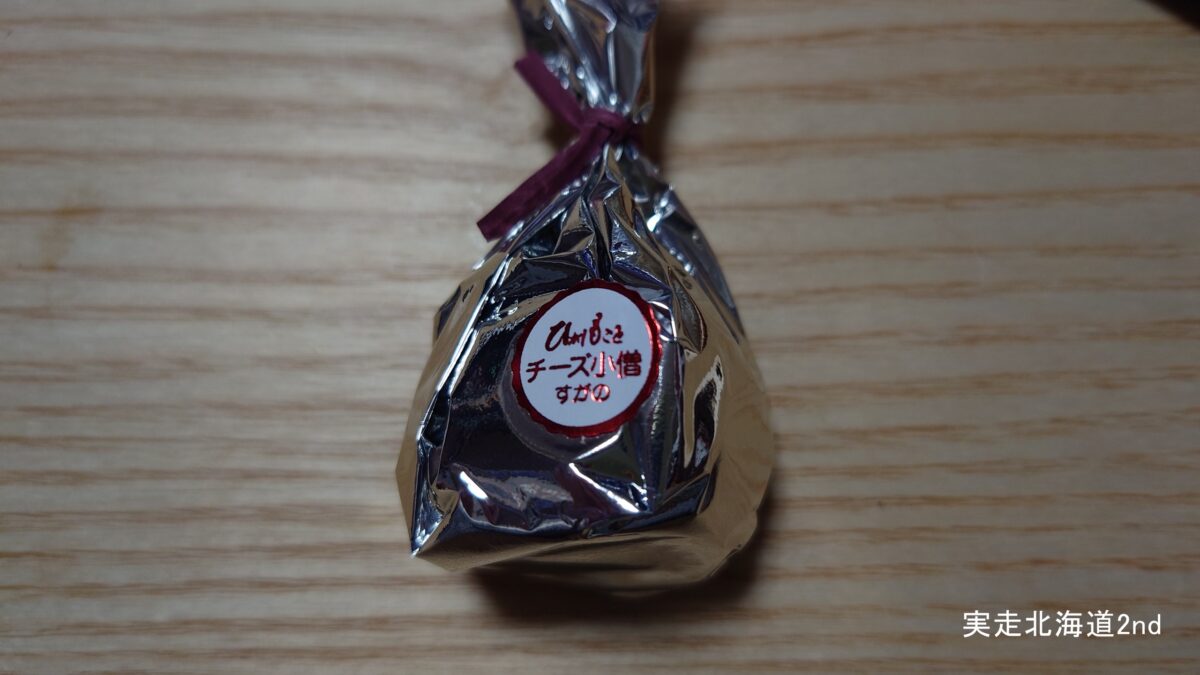 チーズ小僧
すがの
実走北海道2nd